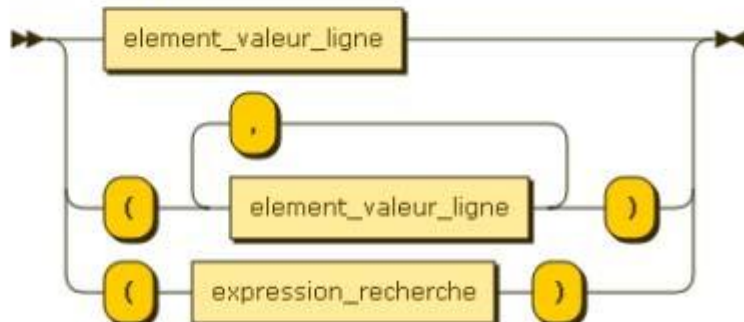 element_valeur_ligne
,
( element_valeur_ligne )
( expression_recherche )